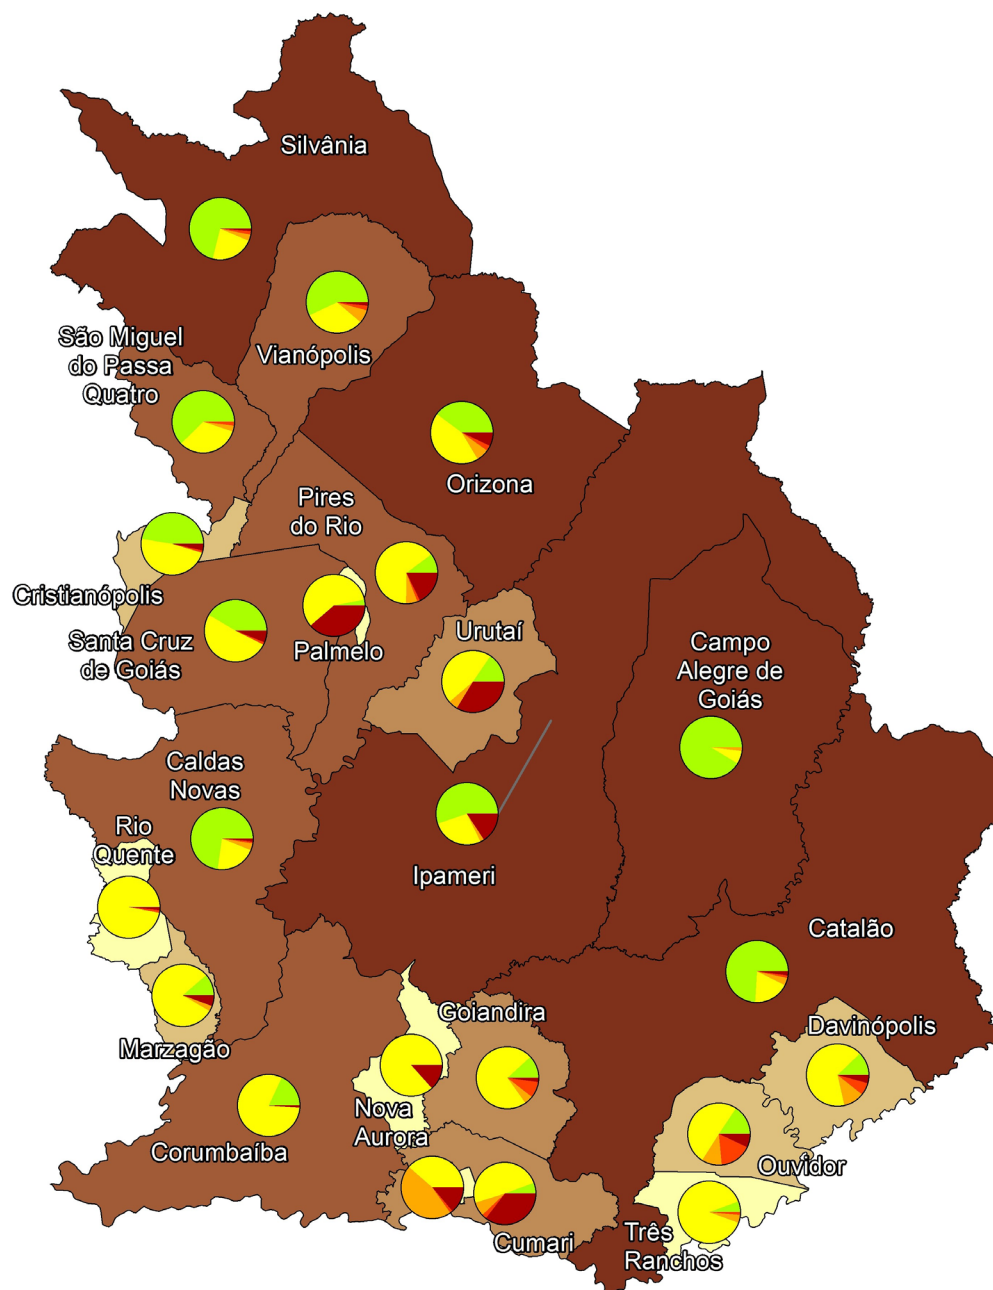 Silvânia
São Miguel
do Passa
Quatro
Vianópolis
Orizona
Pires
do Rio
Cristianópolis
Santa Cruz
de Goiás
Palmelo
Urutaí
Campo
Alegre de
Goiás
Caldas
Novas
Rio
Quente
Ipameri
Catalão
Marzagão
Goiandira
Davinópolis
Nova
Aurora
Corumbaíba
Ouvidor
Cumari
Três
Ranchos